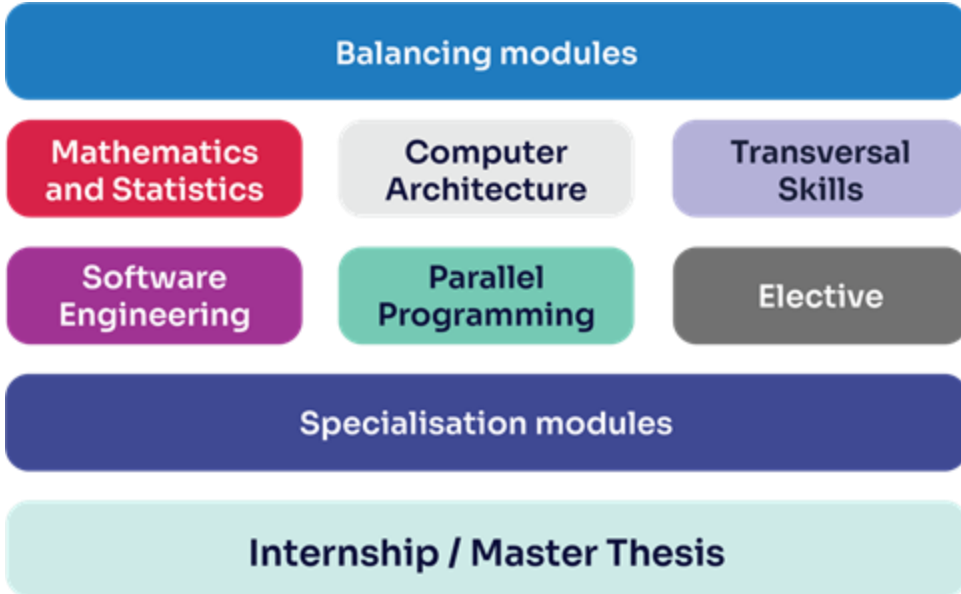 Balancing modules
Mathematics
and Statistics
Computer
Architecture
Transversal
Skills
Software
Engineering
Parallel
Programming
Elective
Specialisation modules
Internship / Master Thesis